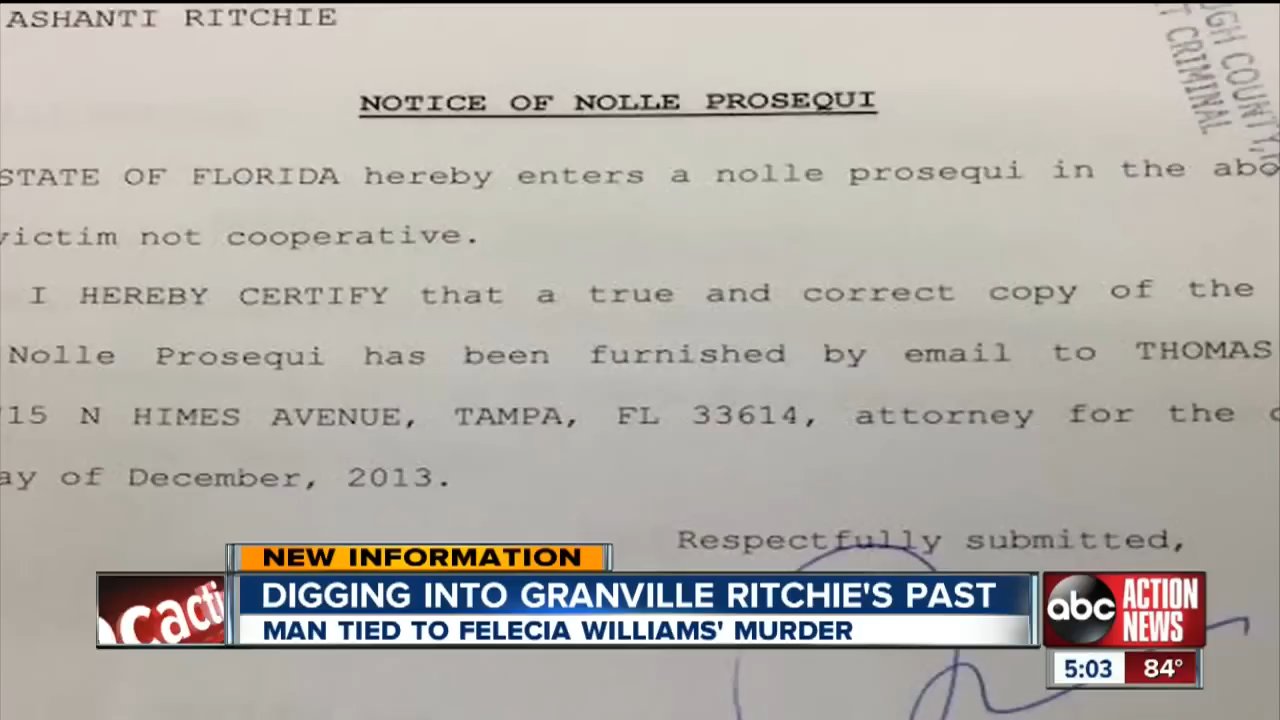 ASHANTI RITCHIE
UGH COUNTY,
T CRIMINAL
NOTICE OF NOLLE PROSEQUI
STATE OF FLORIDA hereby enters a nolle prosequi in the abo
victim not cooperative.
I HEREBY CERTIFY that a true and correct copy of the
Nolle Prosequi has been furnished by email to THOMAS
15 N HIMES AVENUE, TAMPA, FL 33614, attorney for the
ay of December, 2013.
Respectfully submitted,
NEW INFORMATION
DIGGING INTO GRANVILLE RITCHIE'S PAST
MAN TIED TO FELECIA WILLIAMS' MURDER
cacti
abc ACTION
NEWS
5:03 84°